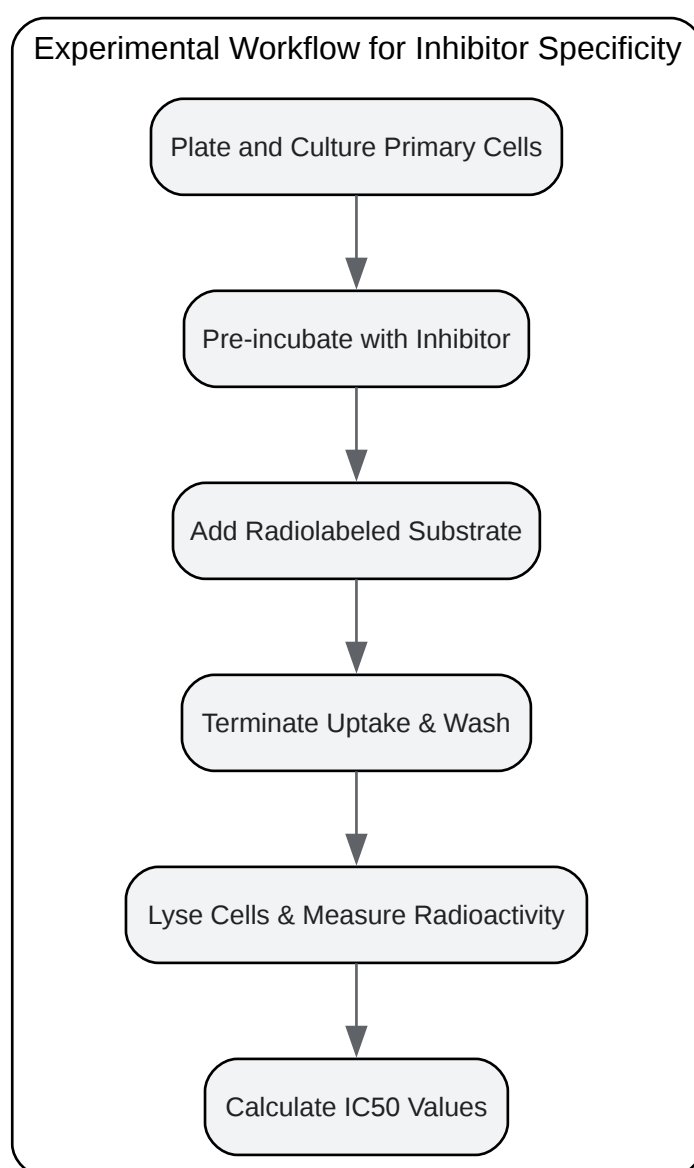 Experimental Workflow for Inhibitor Specificity
Plate and Culture Primary Cells
Pre-incubate with Inhibitor
Add Radiolabeled Substrate
Terminate Uptake & Wash
Lyse Cells & Measure Radioactivity
Calculate IC50 Values